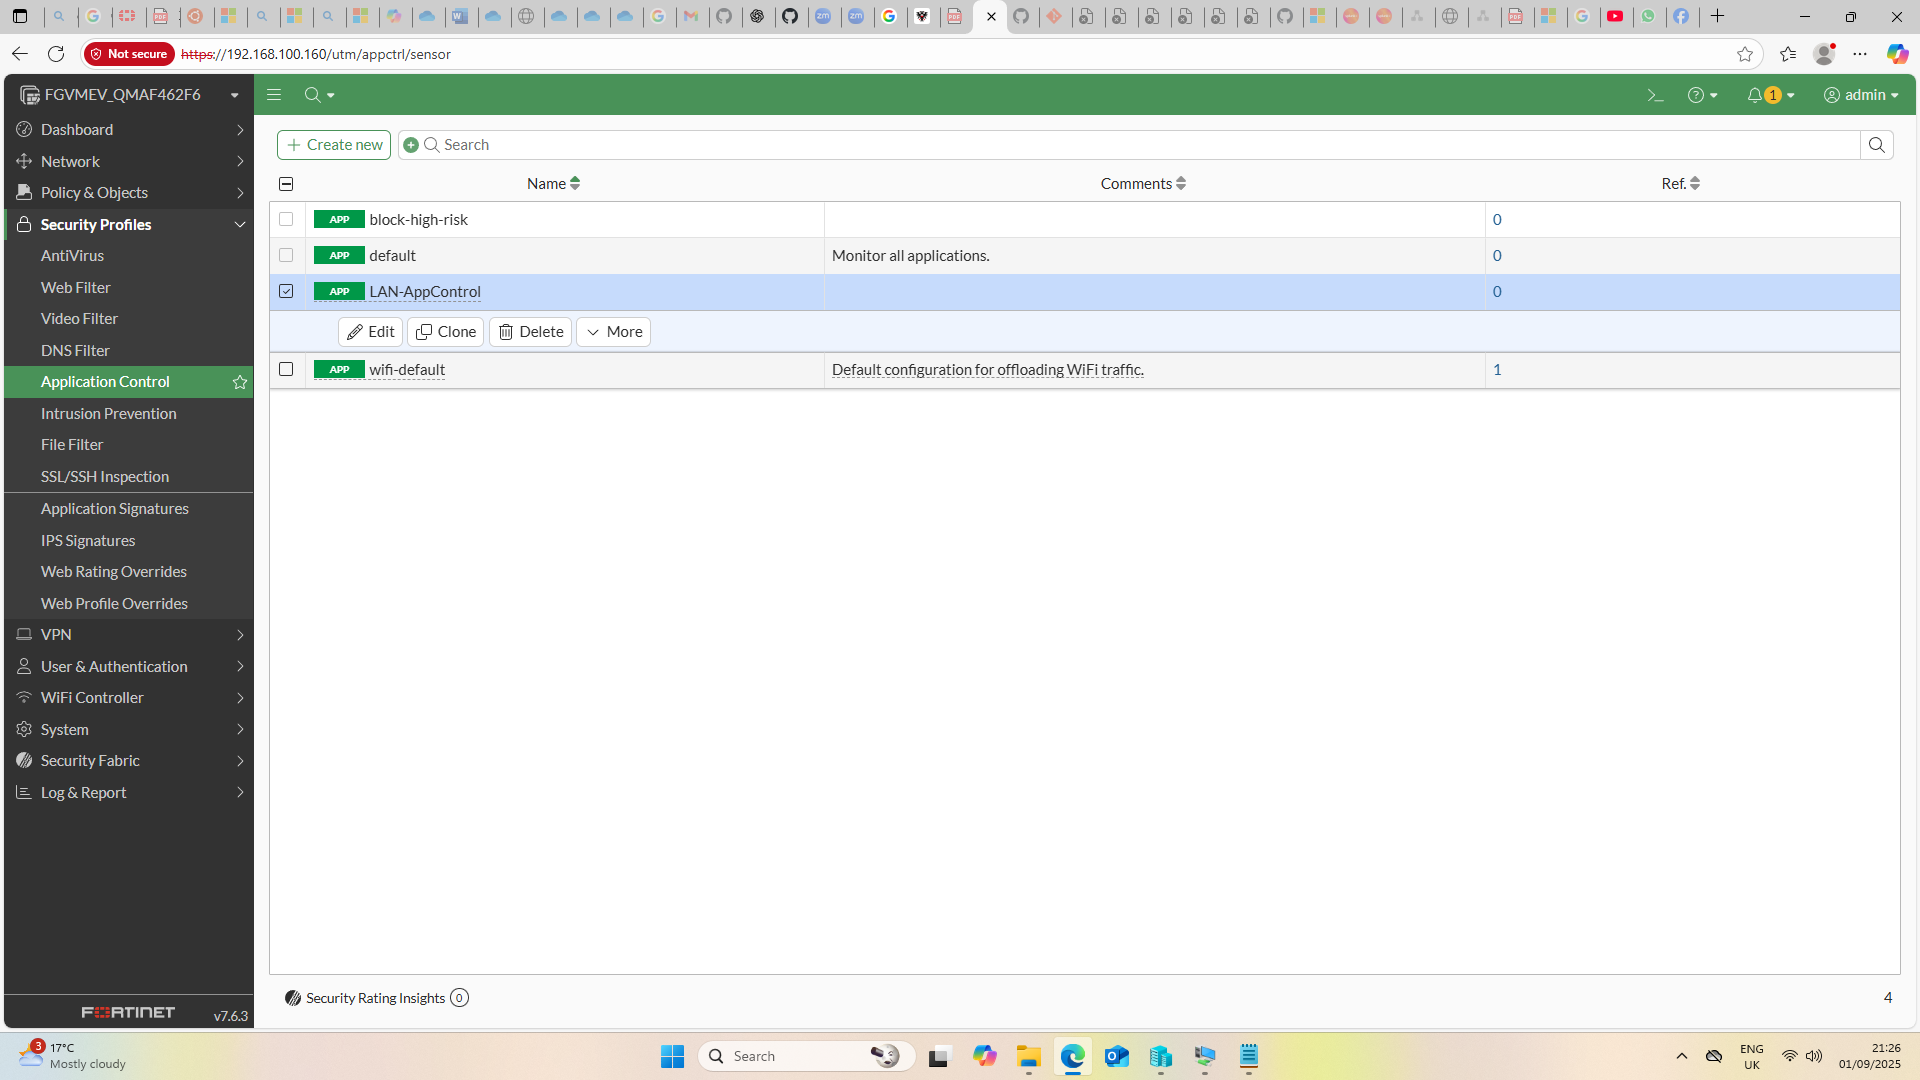 Not secure https://192.168.100.160/utm/appctrl/sensor
FGVMEV_QMAF462F6
1
admin
Dashboard
Network
Policy & Objects
Security Profiles
AntiVirus
Web Filter
Video Filter
DNS Filter
Application Control
Intrusion Prevention
File Filter
SSL/SSH Inspection
Application Signatures
IPS Signatures
Web Rating Overrides
Web Profile Overrides
VPN
User & Authentication
WiFi Controller
System
Security Fabric
Log & Report
FORTINET v7.6.3
Create new Search
Name Comments Ref.
APP block-high-risk 0
APP default Monitor all applications. 0
APP LAN-AppControl 0
Edit Clone Delete More
APP wifi-default Default configuration for offloading WiFi traffic. 1
Security Rating Insights 0 4
3 17°C
Mostly cloudy
Search
ENG
UK
21:26
01/09/2025